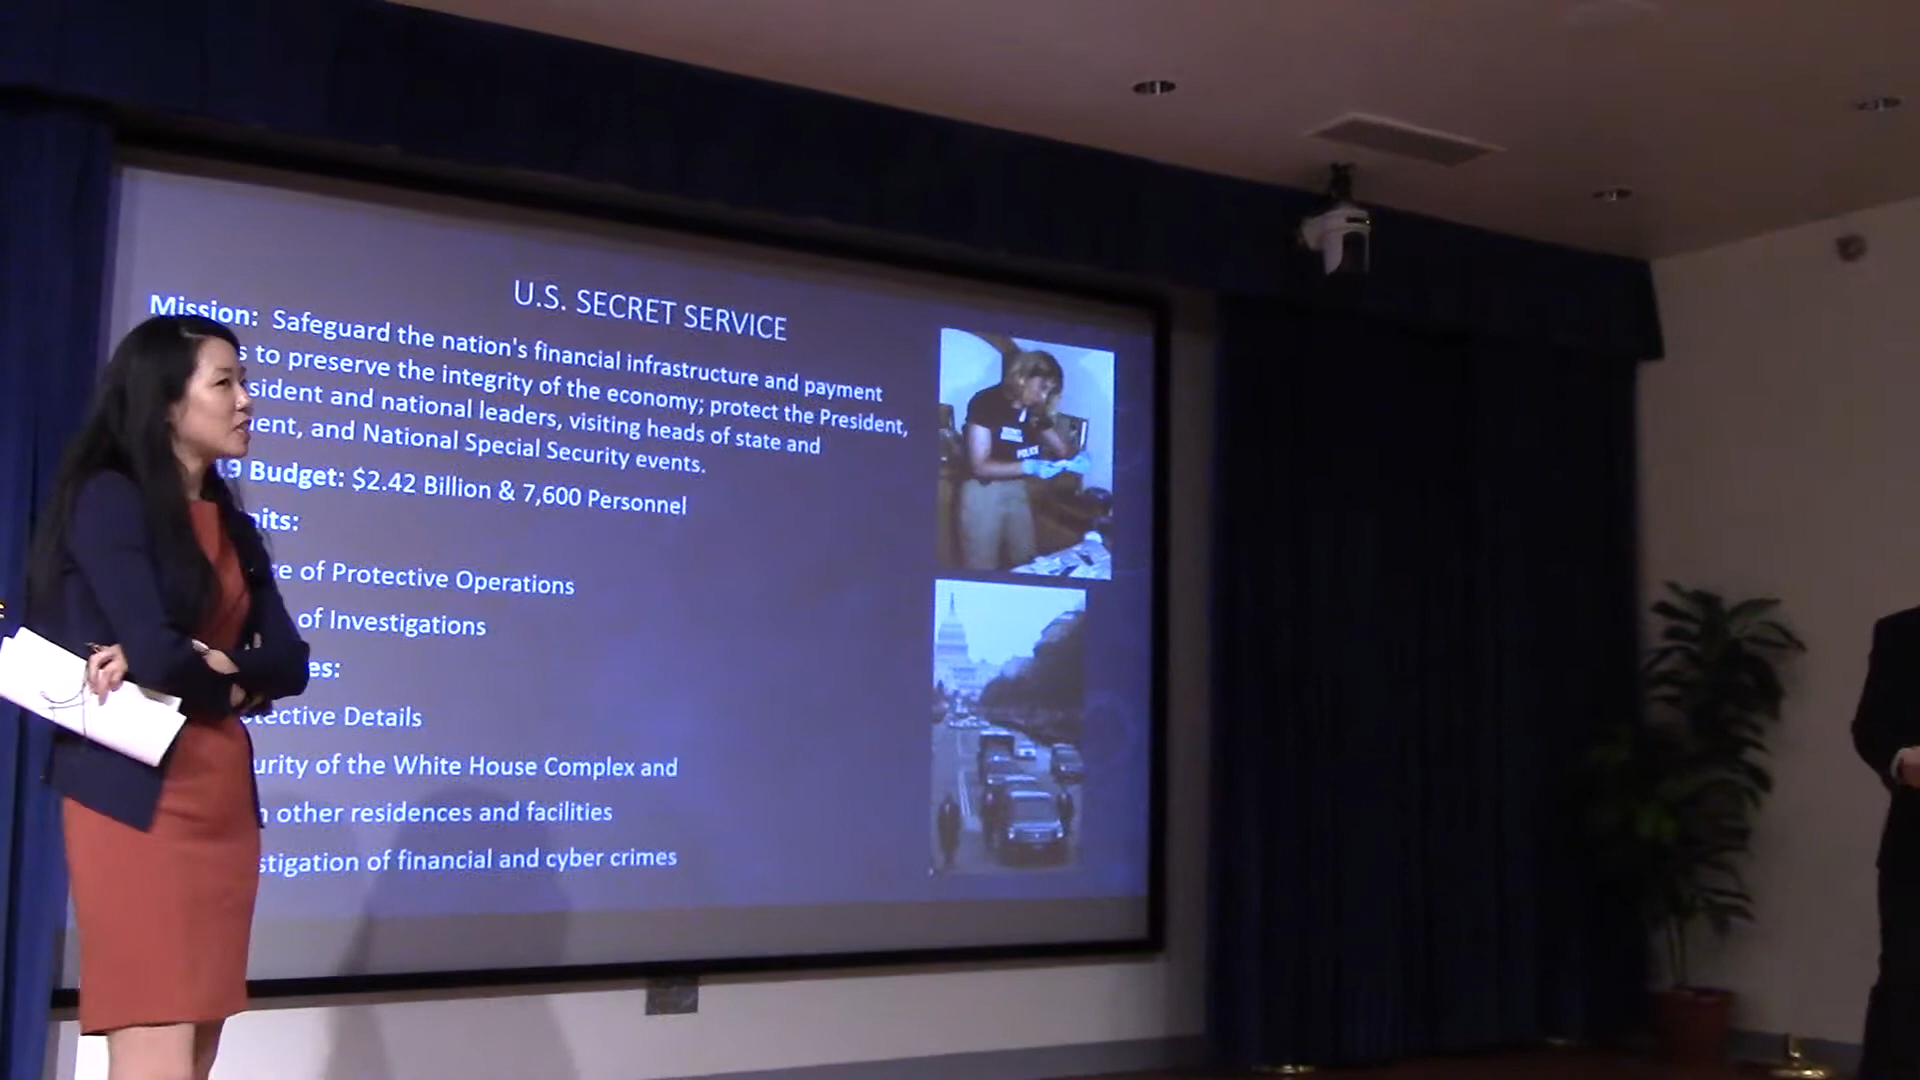 U.S. SECRET SERVICE
Mission: Safeguard the nation's financial infrastructure and payment
s to preserve the integrity of the economy; protect the President,
sident and national leaders, visiting heads of state and
ent, and National Special Security events.
19 Budget: $2.42 Billion & 7,600 Personnel
nits:
ce of Protective Operations
of Investigations
es:
tective Details
urity of the White House Complex and
other residences and facilities
stigation of financial and cyber crimes
POLICE